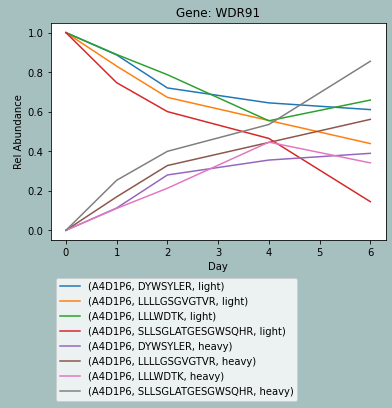 Gene: WDR91
1.0
0.8
0.6
0.4
0.2
0.0
Rel Abundance
0 1 2 3 4 5 6
Day
(A4D1P6, DYWSYLER, light)
(A4D1P6, LLLLGSGVGTVR, light)
(A4D1P6, LLLWDTK, light)
(A4D1P6, SLLSGLATGESGWSQHR, light)
(A4D1P6, DYWSYLER, heavy)
(A4D1P6, LLLLGSGVGTVR, heavy)
(A4D1P6, LLLWDTK, heavy)
(A4D1P6, SLLSGLATGESGWSQHR, heavy)